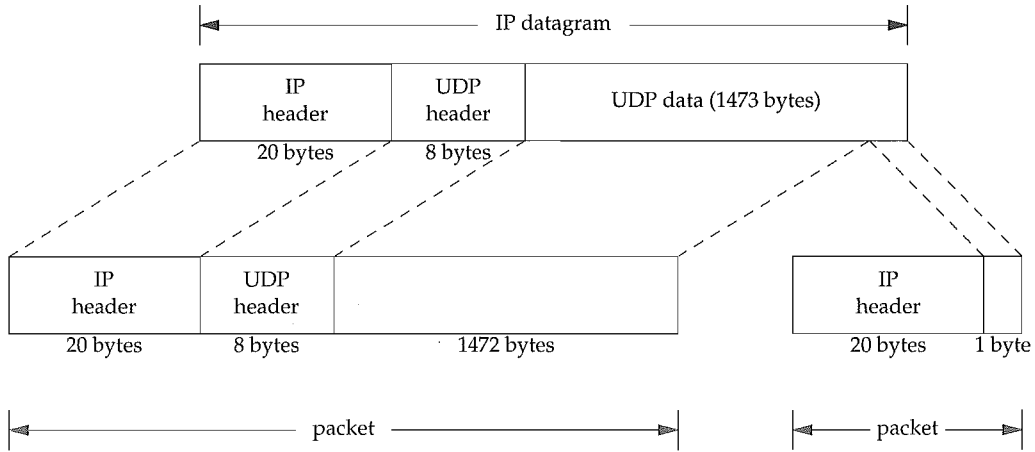 IP datagram
IP
header
UDP
header
UDP data (1473 bytes)
20 bytes
8 bytes
IP
header
UDP
header
IP
header
20 bytes
8 bytes
1472 bytes
20 bytes
1 byte
packet
packet